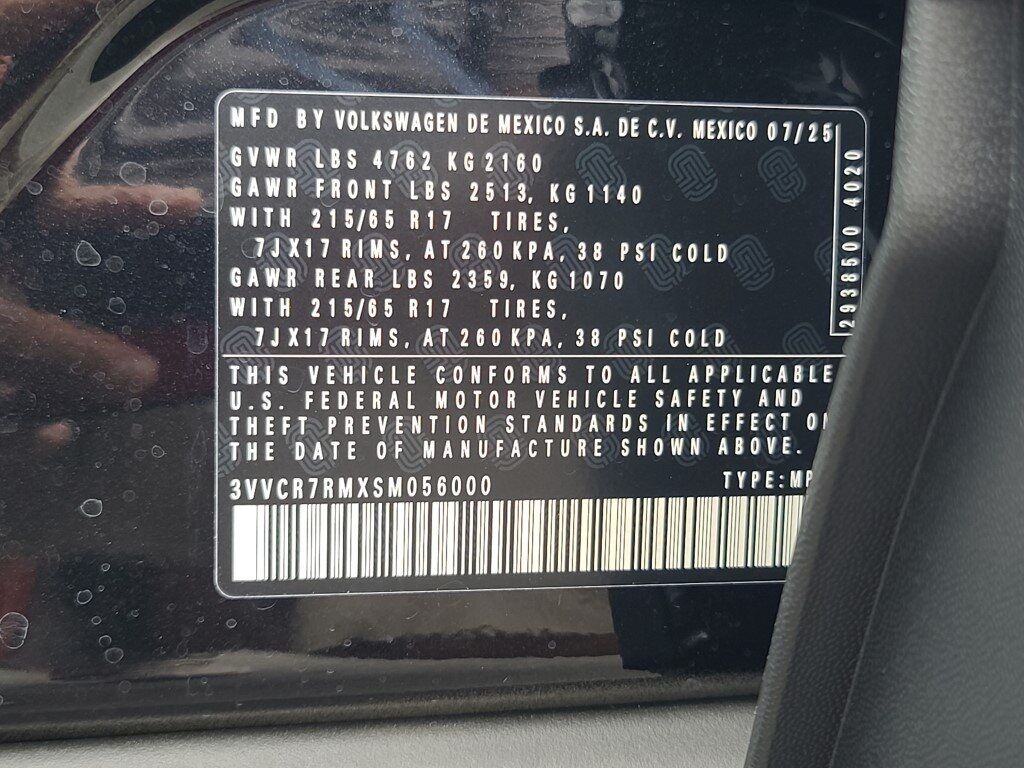 MFD BY VOLKSWAGEN DE MEXICO S.A. DE C.V. MEXICO 07/25
GVWR LBS 4762 KG 2160
GAWR FRONT LBS 2513, KG 1140
WITH 215/65 R17 TIRES,
7JX17 RIMS, AT 260 KPA, 38 PSI COLD
GAWR REAR LBS 2359, KG 1070
WITH 215/65 R17 TIRES,
7JX17 RIMS, AT 260 KPA, 38 PSI COLD
2938500 4020
THIS VEHICLE CONFORMS TO ALL APPLICABLE
U.S. FEDERAL MOTOR VEHICLE SAFETY AND
THEFT PREVENTION STANDARDS IN EFFECT
THE DATE OF MANUFACTURE SHOWN ABOVE.
3VVCR7RMXSM056000 TYPE: